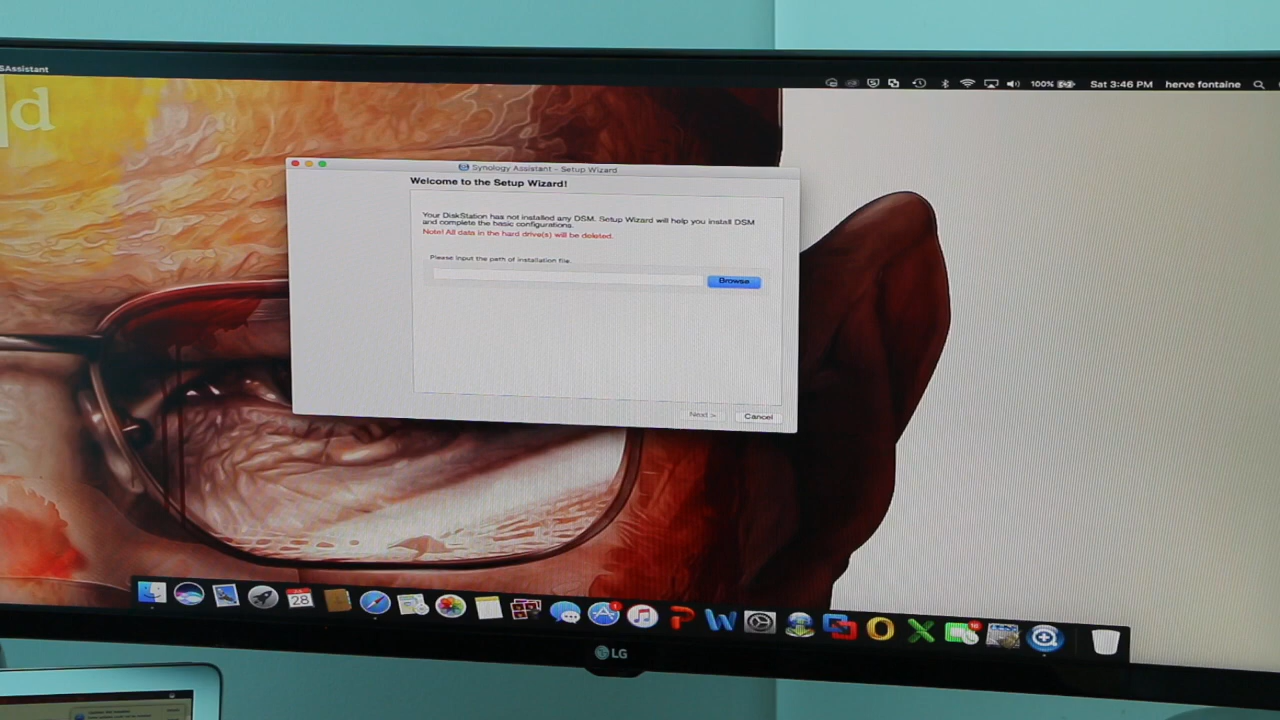 SAssistant
100%
Sat 3:46 PM
herve fontaine
d
Synology Assistant - Setup Wizard
Welcome to the Setup Wizard!
Your DiskStation has not installed any DSM. Setup Wizard will help you install DSM
and complete the basic configurations.
Note! All data in the hard drive(s) will be deleted.
Please input the path of installation file.
Browse
Next >
Cancel
28
LG